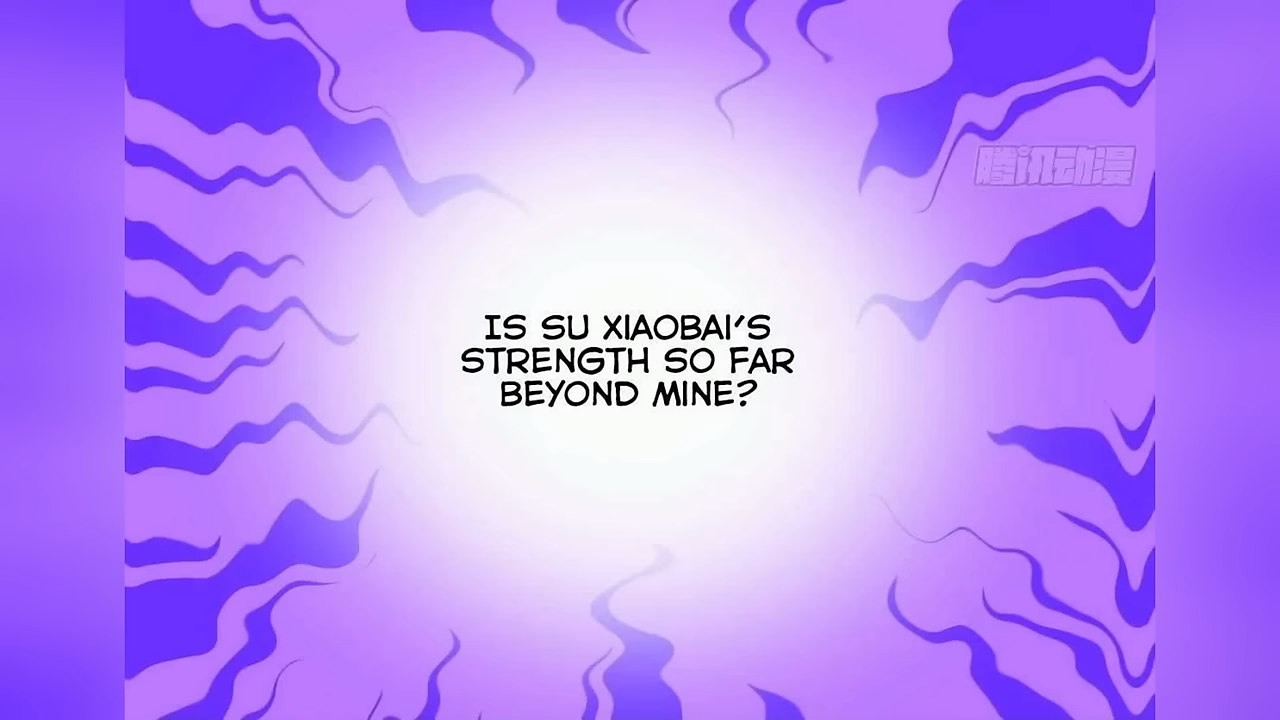 腾讯动漫
IS SU XIAOBAI'S
STRENGTH SO FAR
BEYOND MINE?